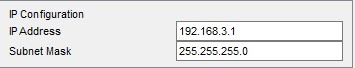 IP Configuration
IP Address 192.168.3.1
Subnet Mask 255.255.255.0